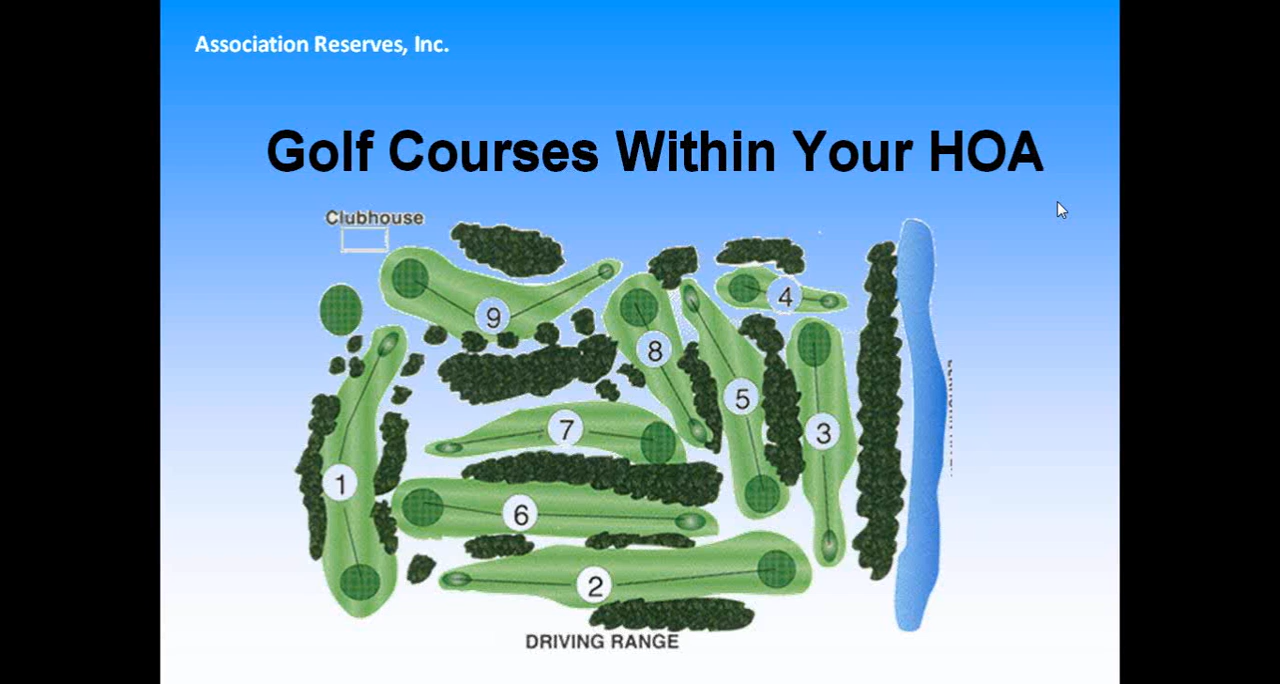 Association Reserves, Inc.
Golf Courses Within Your HOA
Clubhouse
4
9
8
5
7
3
1
6
2
DRIVING RANGE